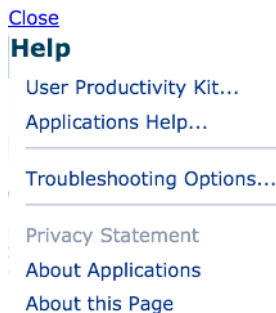 Close
Help
User Productivity Kit...
Applications Help...
Troubleshooting Options...
Privacy Statement
About Applications
About this Page